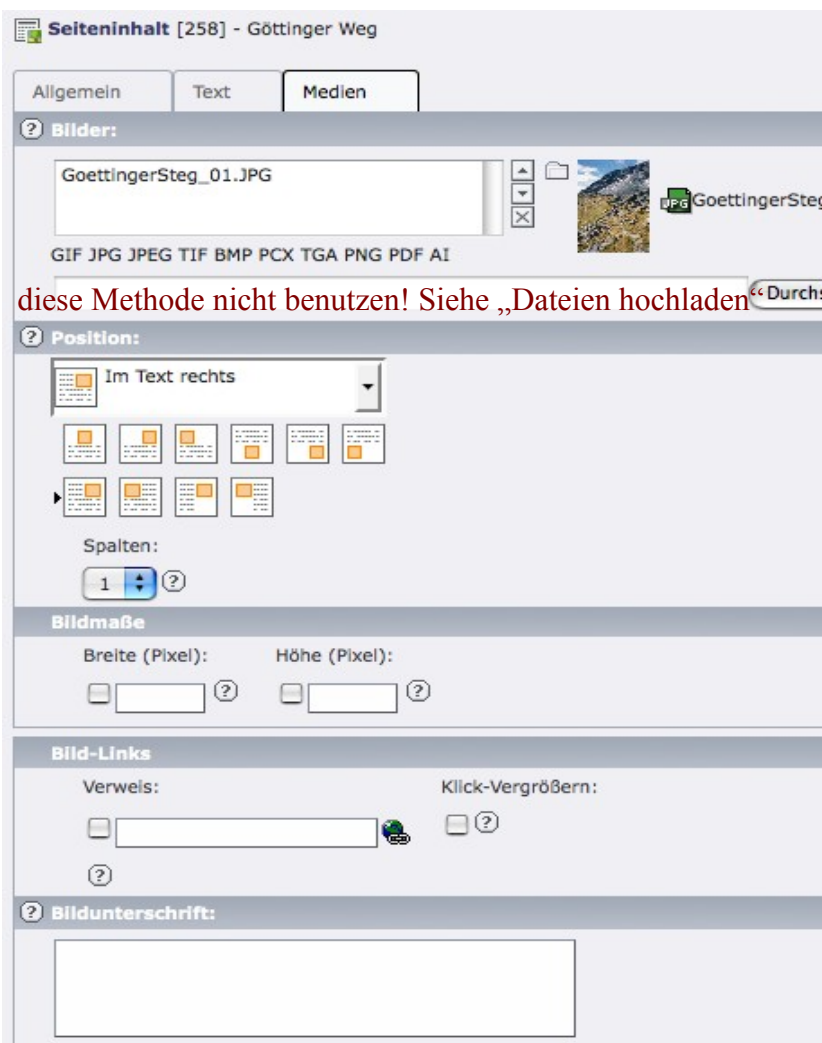 Seiteninhalt [258] - Göttinger Weg
Allgemein Text Medien
Bilder:
GoettingerSteg_01.JPG
JPG GoettingerSteg
GIF JPG JPEG TIF BMP PCX TGA PNG PDF AI
diese Methode nicht benutzen! Siehe „Dateien hochladen“ Durchs
Position:
Im Text rechts
Spalten:
1
Bildmaße
Breite (Pixel): Höhe (Pixel):
Bild-Links
Verweis: Klick-Vergrößern:
Bildunterschrift: